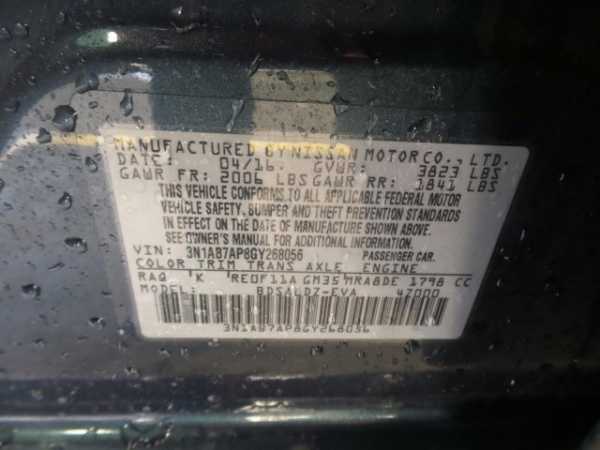 MANUFACTURED BY NISSAN MOTOR CO., LTD.
DATE: 04/16 GVWR: 3823 LBS
GAWR FR: 2006 LBS GAWR RR: 1841 LBS
THIS VEHICLE CONFORMS TO ALL APPLICABLE FEDERAL MOTOR
VEHICLE SAFETY, BUMPER AND THEFT PREVENTION STANDARDS
IN EFFECT ON THE DATE OF MANUFACTURE SHOWN ABOVE.
SEE OWNER'S MANUAL FOR ADDITIONAL INFORMATION.
VIN: 3N1AB7AP8GY268056 PASSENGER CAR.
COLOR TRIM TRANS AXLE ENGINE
RAQ K RE0F11A GM35 MRA8DE 1798 CC
MODEL:
3N1AB7AP8GY268056